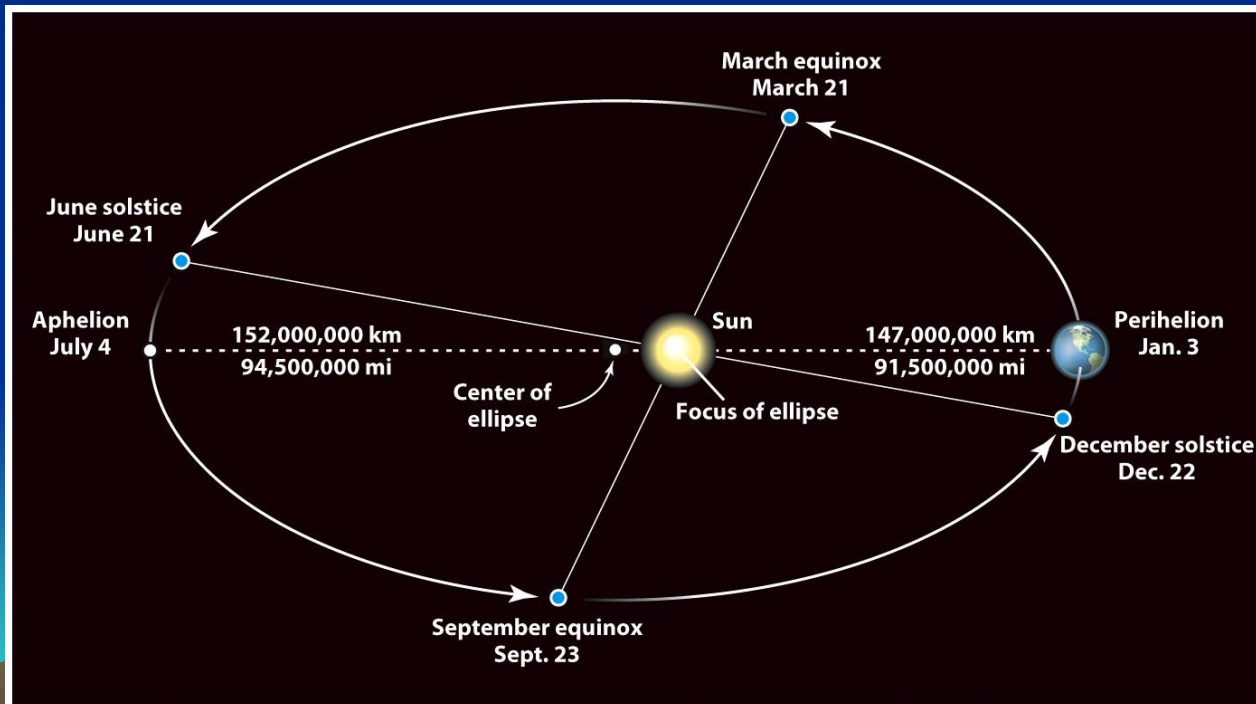 March equinox
March 21
June solstice
June 21
Aphelion
July 4
152,000,000 km
94,500,000 mi
Center of
ellipse
Sun
Focus of ellipse
147,000,000 km
91,500,000 mi
Perihelion
Jan. 3
December solstice
Dec. 22
September equinox
Sept. 23